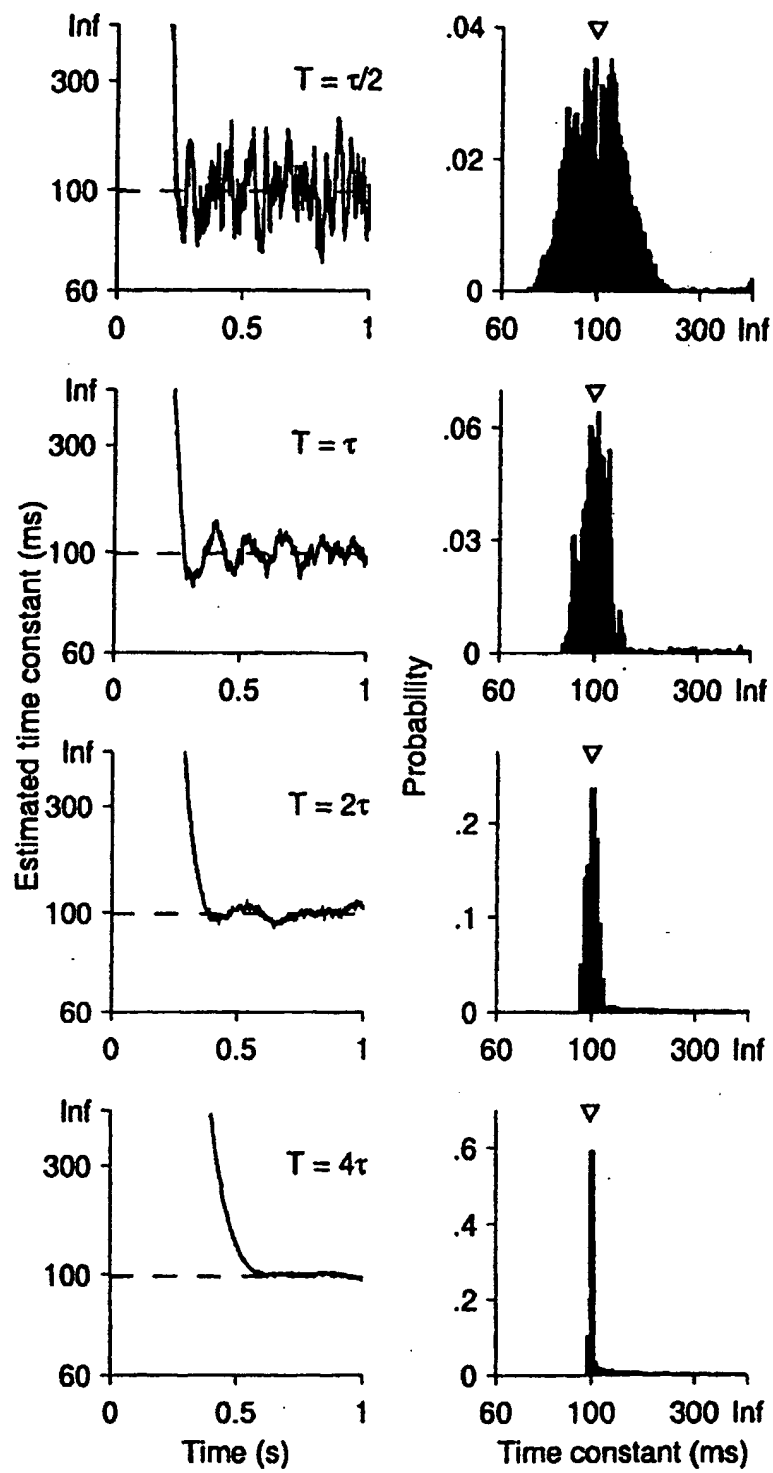 Inf
300
T = τ/2
100
60
0 0.5 1
.04
.02
0
60 100 300 Inf
Inf
300
T = τ
100
60
0 0.5 1
.06
.03
0
60 100 300 Inf
Estimated time constant (ms)
Probability
Inf
300
T = 2τ
100
60
0 0.5 1
.2
.1
0
60 100 300 Inf
Inf
300
T = 4τ
100
60
0 0.5 1
Time (s)
.6
.4
.2
0
60 100 300 Inf
Time constant (ms)